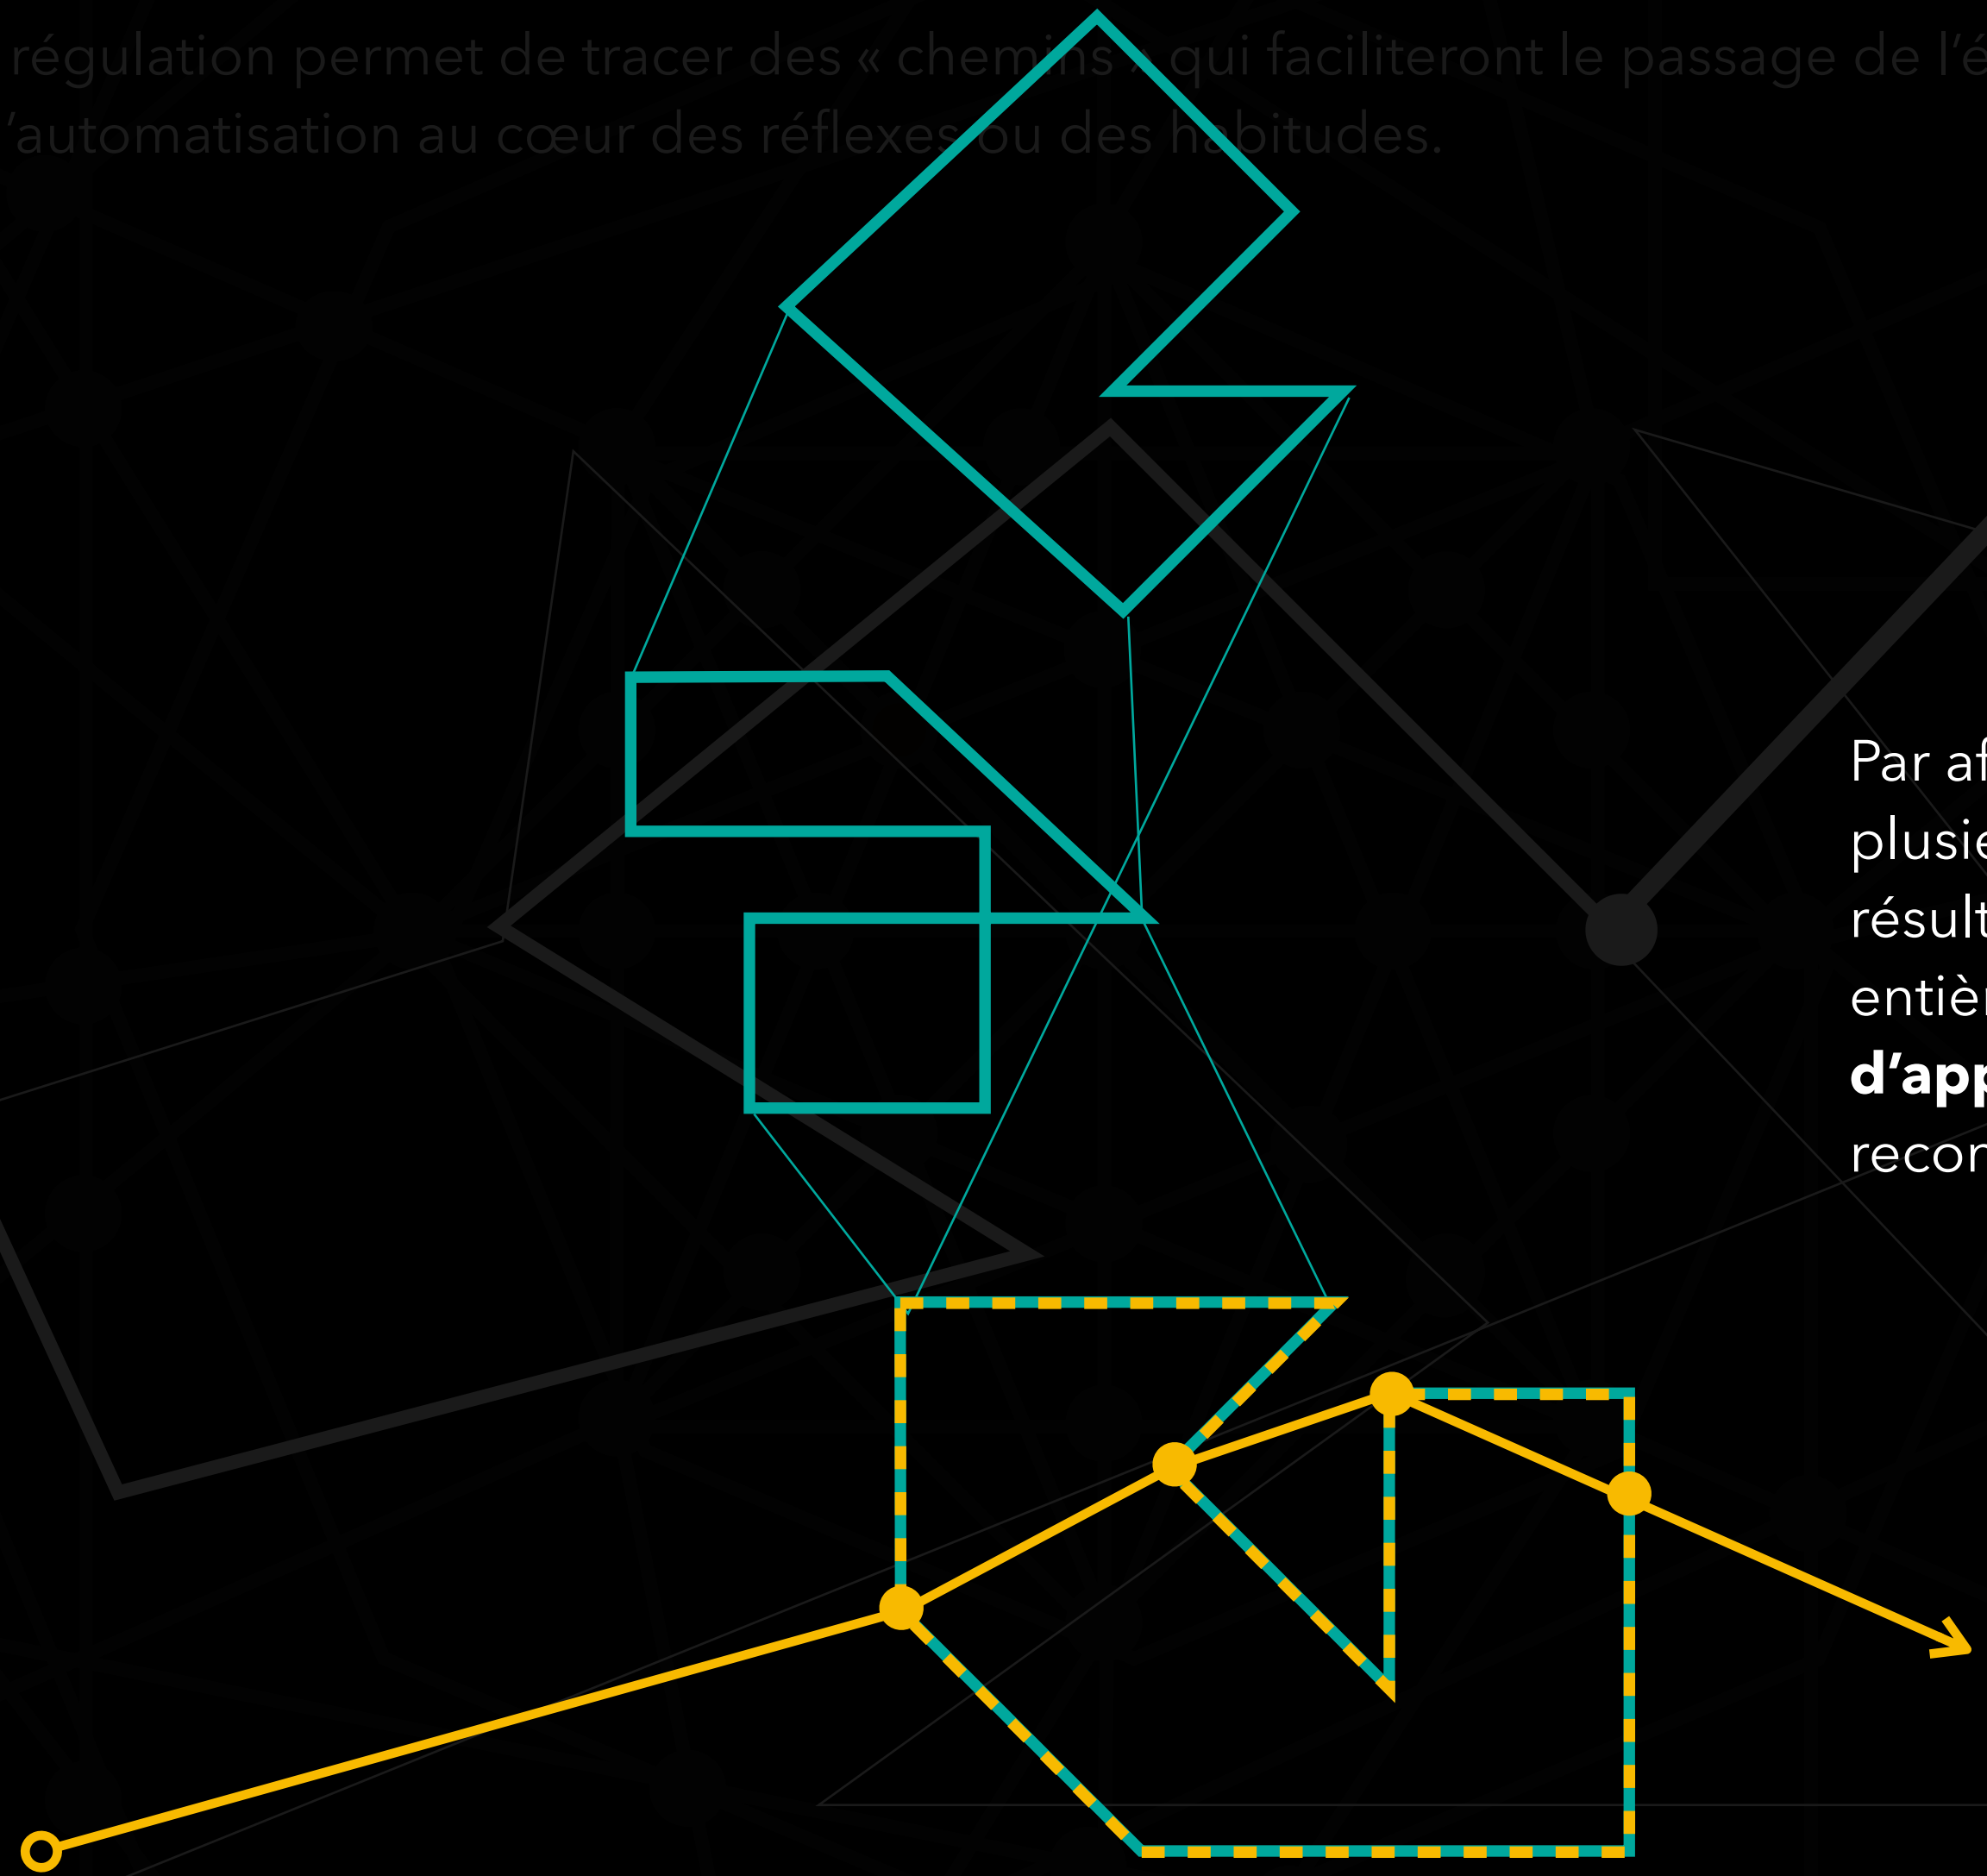 régulation permet de tracer des « chemins » qui faciliteront le passage de l’é
’automatisation au cœur des réflexes ou des habitudes.
Par af
plusie
résult
entièr
d’app
recon